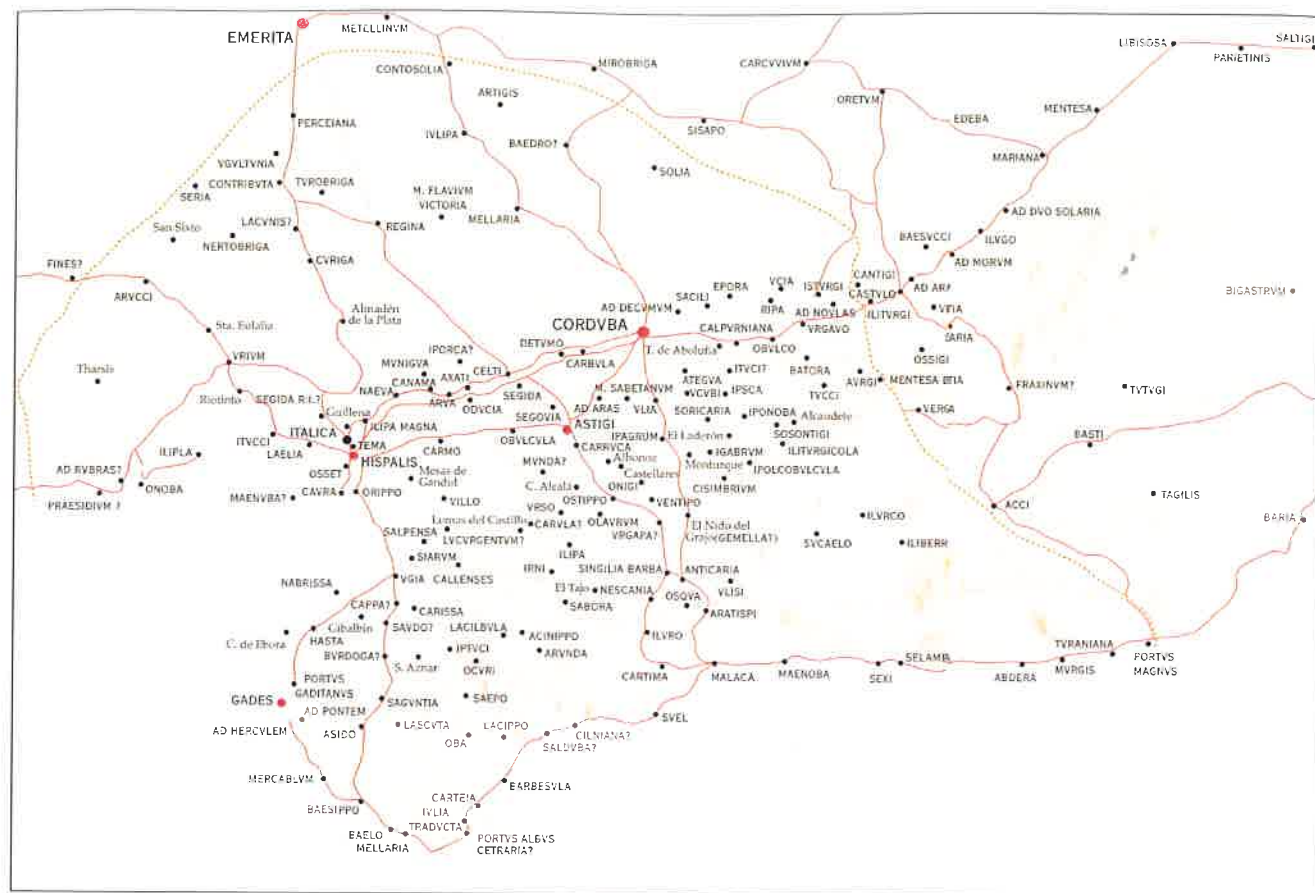 EMERITA
METELLINVM
CONTOSOLIA
MIROBRIGA
CARCVVIVM
LIBISOSA
SALTIGI
PARIETINIS
ARTIGIS
ORETVM
EDEBA
MENTESA
PERCEIANA
IVLIPA
BAEDRO?
SISAPO
MARIANA
VGVLTVNIA
SOLIA
SERIA
CONTRIBVTA
TVROBRIGA
M. FLAVIVM
VICTORIA
MELLARIA
AD DVO SOLARIA
San Sixto
NERTOBRIGA
LACVNIS?
REGINA
BAESVCCI
ILVGO
AD MORVM
FINES?
ARVCCI
CVRIGA
CANTIGI
AD ARAS
BIGASTRVM
Almadén
de la Plata
AD DECVMVM
SACILI
EPORA
VCIA
RIPA
ISTVRGI
AD NOVLAS
CASTVLO
ILITVRGI
Sta. Eulalia
CORDVBA
CALPVRNIANA
VRGAVO
VRIVM
IPORCA?
DETVMO
CARBVLA
T. de Abolufia
OBVLCO
OSSIGI
Tharsis
MVNIGVA
CELTI
ATEGVA
ITVCI?
BATORA
TVCCI
AVRGI
FRAXINVM?
TVTVGI
Riotinto
SEGIDA R.I.?
NAEVA
CANAMA
AXATI
ARVA
ODVCIA
SEGIDA
SEGOVIA
AD ARAS
M. SABETANVM
VLIA
VCVBI
IPSCA
SORICARIA
IPONOBA
Alcaudete
VERGA
Guillena
ILIPA MAGNA
ITALICA
TEMA
ITVCCI
LAELIA
HISPALIS
CARMO
OBVLCVLA
ASTIGI
CARRVCA
IPAGRUM
El Laderón
SOSONTIGI
ILITVRGICOLA
BASTI
AD RVBRAS?
ILIPLA
OSSET
Mesas de
Gandul
MVNDA?
Albornoz
Castellares
Monturque
IGABRVM
IPOLCOBVLCVLA
PRAESIDIVM ?
ONOBA
MAENVBA?
CAVRA
ORIPPO
VILLO
C. Alcalá
ONIGI
CISIMBRIVM
TAGILIS
OSTIPPO
VENTIPO
ACCI
Lomas del Castillo
VRSO
CARVLA?
OLAVRVM
El Nido del
Grajo(GEMELLAT)
ILVRCO
BARIA
SALPENSA
LVCVRGENTVM?
VRGAPA?
SVCAELO
ILIBERR
SIARVM
CALLENSES
ILIPA
SINGILIA BARBA
ANTICARIA
VGIA
IRNI
El Tajo
NESCANIA
OSQVA
VLISI
NABRISSA
CAPPA?
CARISSA
SABORA
ARATISPI
Gibalbín
C. de Ebora
HASTA
SAVDO?
LACILBVLA
ACINIPPO
ILVRO
BVRDOGA?
S. Aznar
IPTVCI
OCVRI
ARVNDA
TVRANIANA
PORTVS
MAGNVS
CARTIMA
MALACA
MAENOBA
SEXI
SELAMBINA
ABDERA
MVRGIS
PORTVS
GADITANVS
GADES
SAGVNTIA
SAEPO
AD PONTEM
AD HERCVLEM
ASIDO
LASCVTA
OBA
LACIPPO
CILNIANA?
SALDVBA?
SVEL
MERCABLVM
BARBESVLA
BAESIPPO
CARTEIA
IVLIA
TRADVCTA
BAELO
MELLARIA
PORTVS ALBVS
CETRARIA?